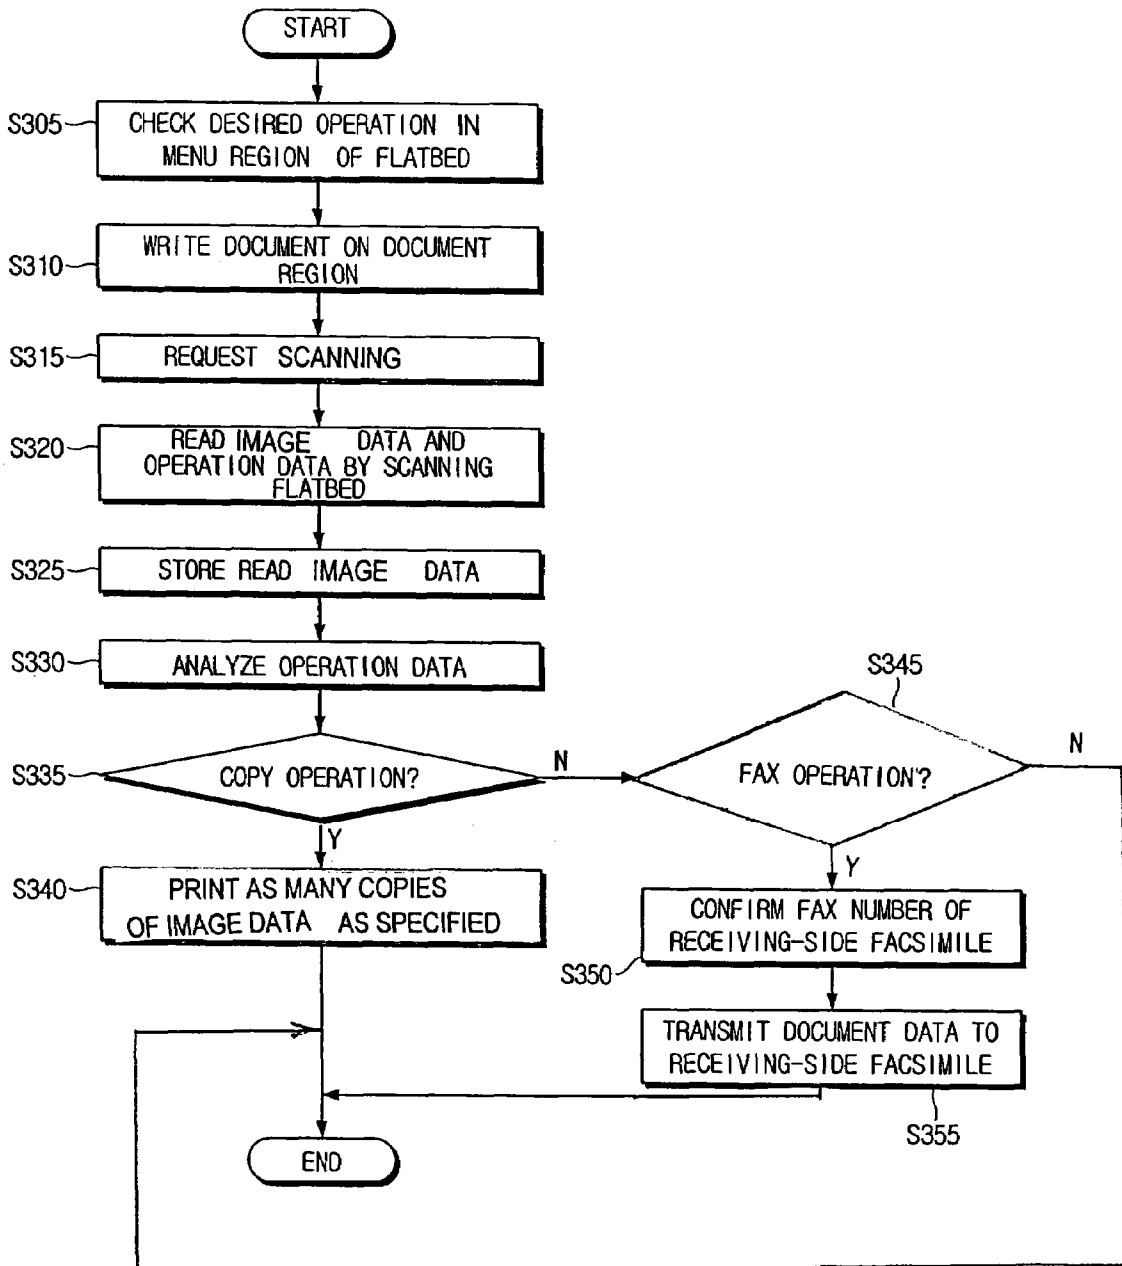 START
S305
CHECK DESIRED OPERATION IN
MENU REGION OF FLATBED
S310
WRITE DOCUMENT ON DOCUMENT
REGION
S315
REQUEST SCANNING
S320
READ IMAGE DATA AND
OPERATION DATA BY SCANNING
FLATBED
S325
STORE READ IMAGE DATA
S330
ANALYZE OPERATION DATA
S335
COPY OPERATION?
N
Y
S340
PRINT AS MANY COPIES
OF IMAGE DATA AS SPECIFIED
S345
FAX OPERATION?
N
Y
CONFIRM FAX NUMBER OF
RECEIVING-SIDE FACSIMILE
S350
TRANSMIT DOCUMENT DATA TO
RECEIVING-SIDE FACSIMILE
S355
END